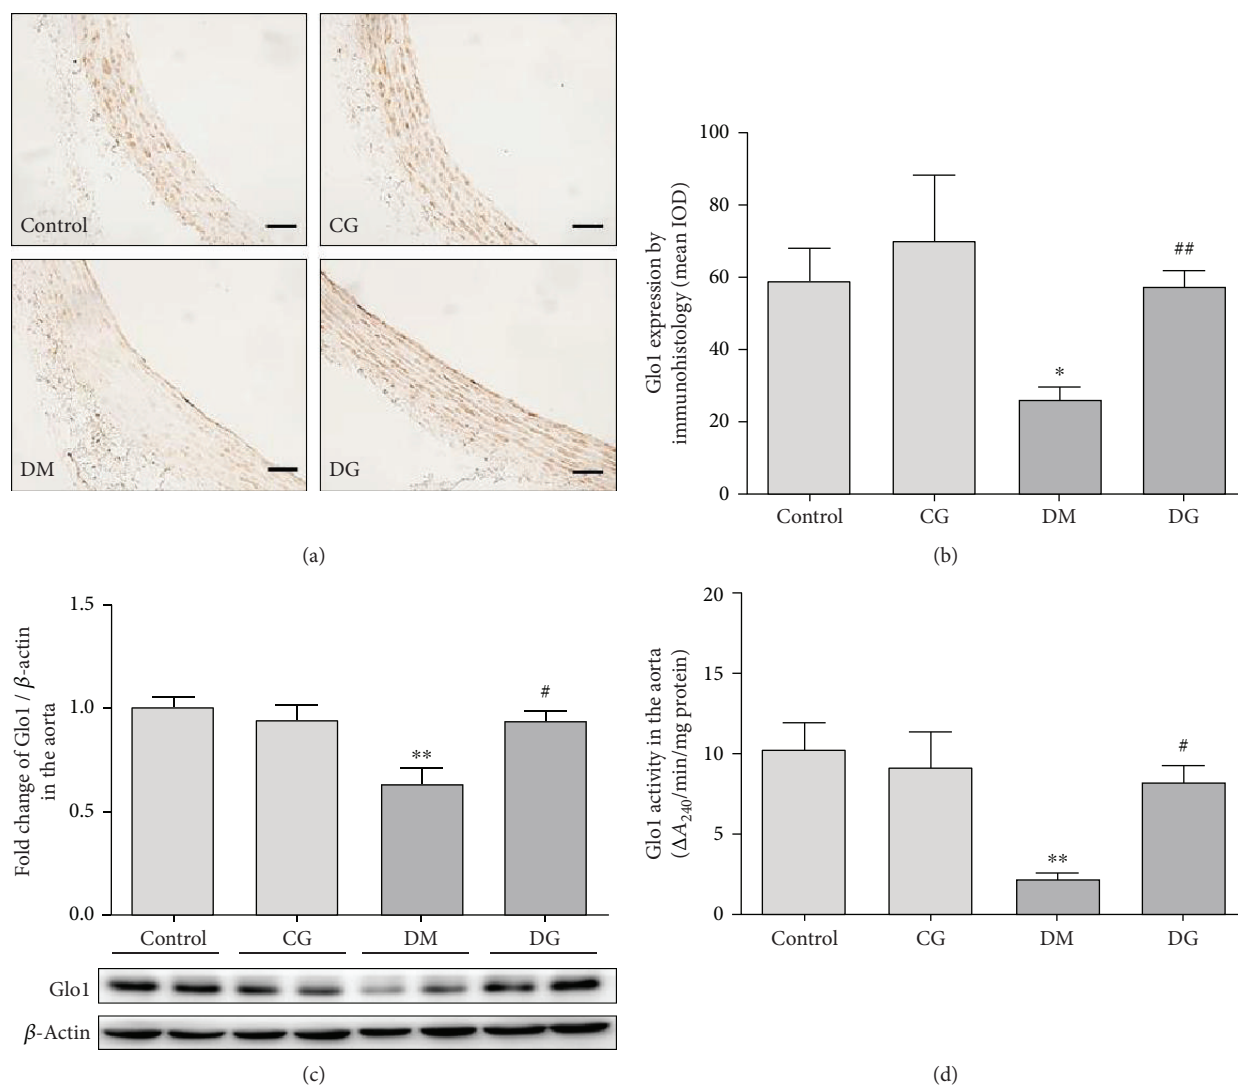 Control
CG
DM
DG
(a)
Glo1 expression by
immunohistology (mean IOD)
100
80
60
40
20
0
*
##
Control CG DM DG
(b)
Fold change of Glo1 / β-actin
in the aorta
1.5
1.0
0.5
0.0
**
#
Control CG DM DG
Glo1
β-Actin
(c)
Glo1 activity in the aorta
(ΔA240/min/mg protein)
20
15
10
5
0
**
#
Control CG DM DG
(d)